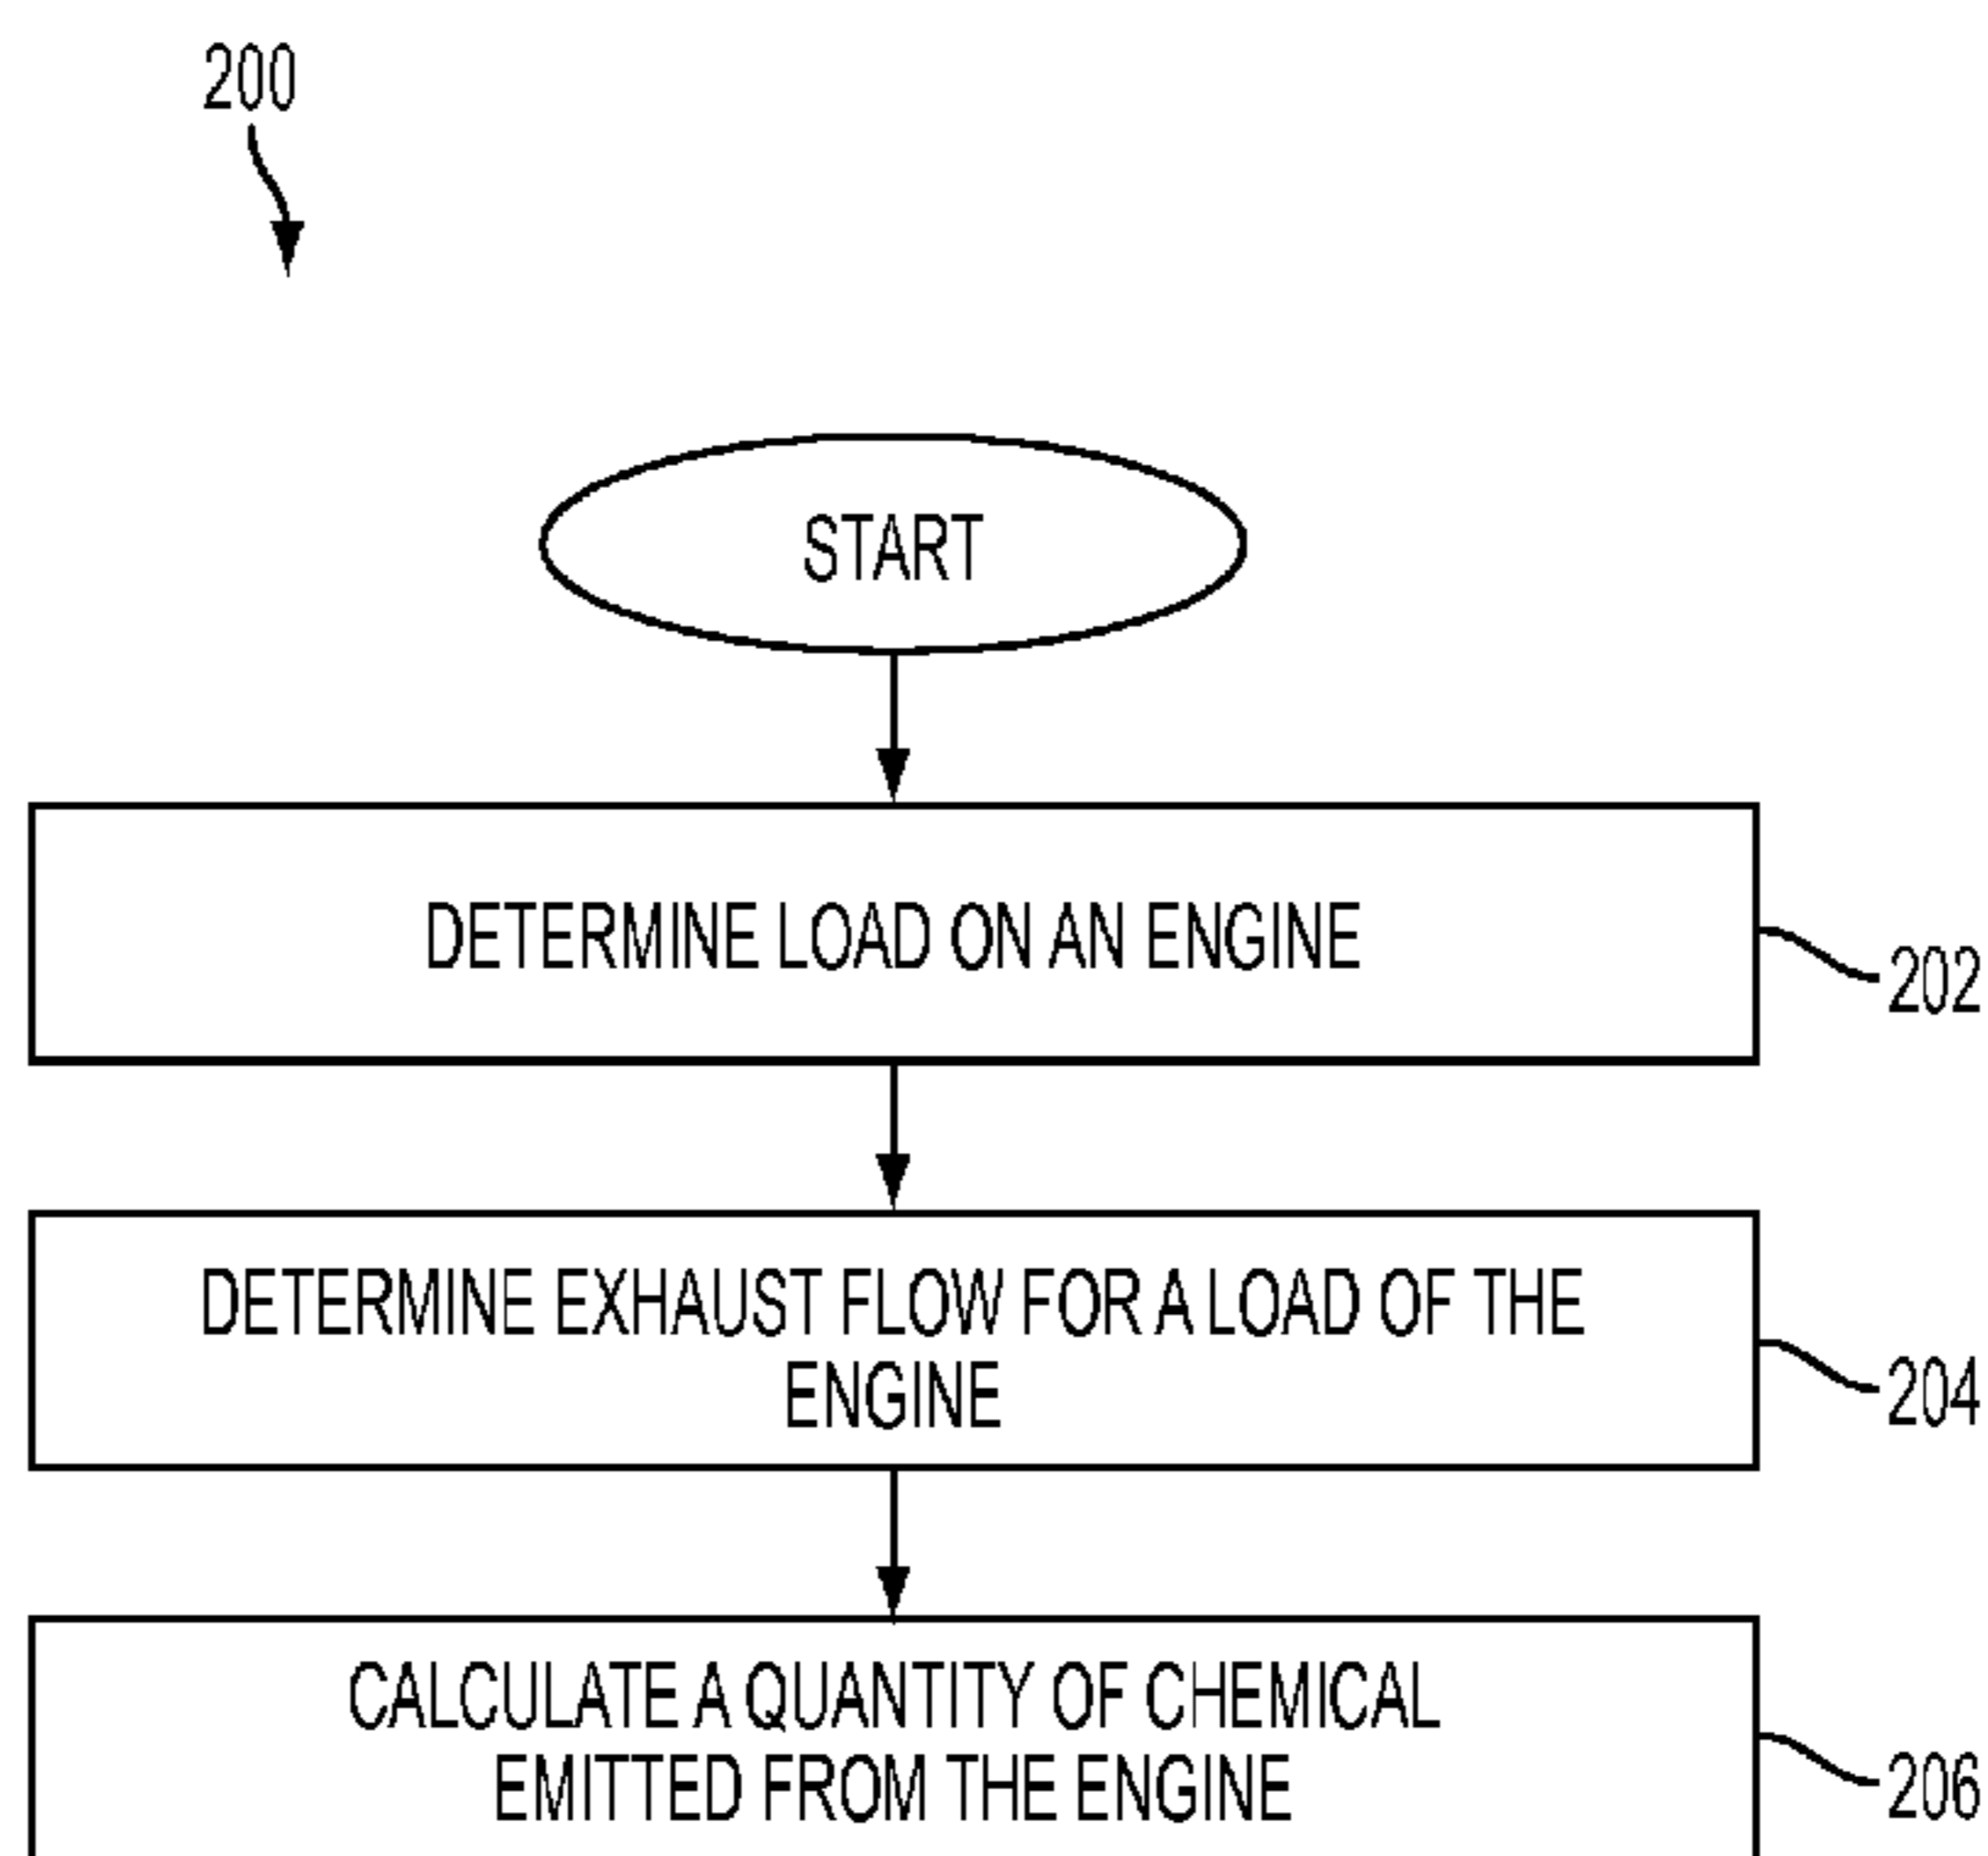 200
START
DETERMINE LOAD ON AN ENGINE
202
DETERMINE EXHAUST FLOW FOR A LOAD OF THE
ENGINE
204
CALCULATE A QUANTITY OF CHEMICAL
EMITTED FROM THE ENGINE
206